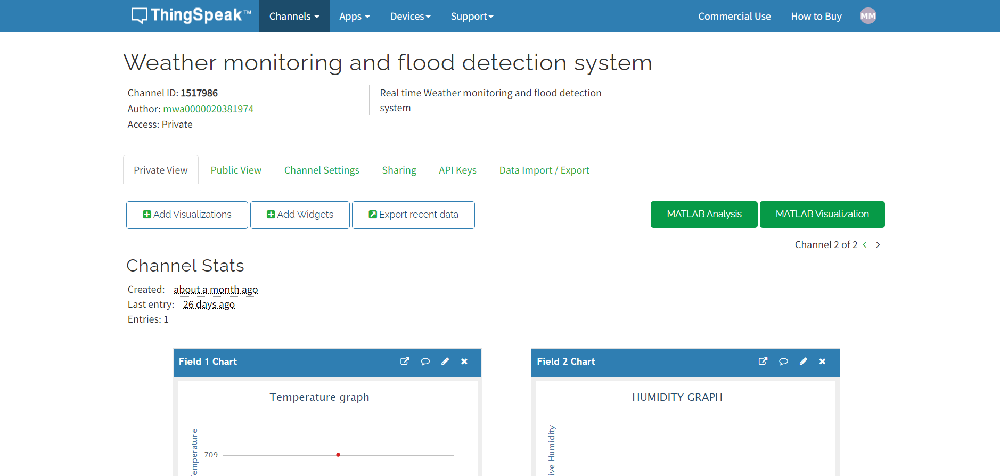 ThingSpeak™ Channels Apps Devices Support Commercial Use How to Buy MM
Weather monitoring and flood detection system
Channel ID: 1517986
Author: mwa0000020381974
Access: Private
Real time Weather monitoring and flood detection
system
Private View Public View Channel Settings Sharing API Keys Data Import / Export
Add Visualizations Add Widgets Export recent data MATLAB Analysis MATLAB Visualization
Channel 2 of 2 < >
Channel Stats
Created: about a month ago
Last entry: 26 days ago
Entries: 1
Field 1 Chart
Temperature graph
709
Field 2 Chart
HUMIDITY GRAPH
Humidity